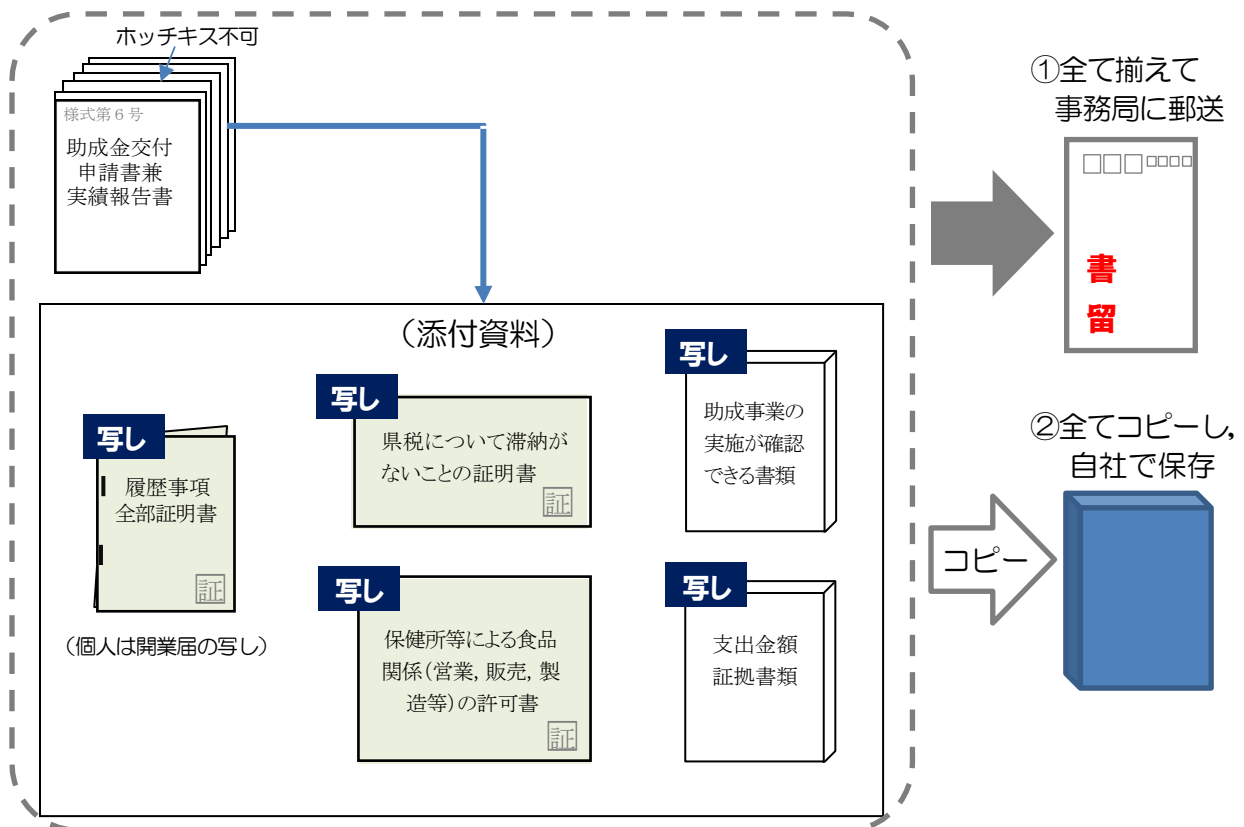 ホッチキス不可
様式第６号
助成金交付
申請書兼
実績報告書
（添付資料）
写し
履歴事項
全部証明書
証
（個人は開業届の写し）
写し
県税について滞納が
ないことの証明書
証
写し
保健所等による食品
関係（営業，販売，製
造等）の許可書
証
写し
助成事業の
実施が確認
できる書類
写し
支出金額
証拠書類
①全て揃えて
事務局に郵送
書
留
②全てコピーし，
自社で保存
コピー